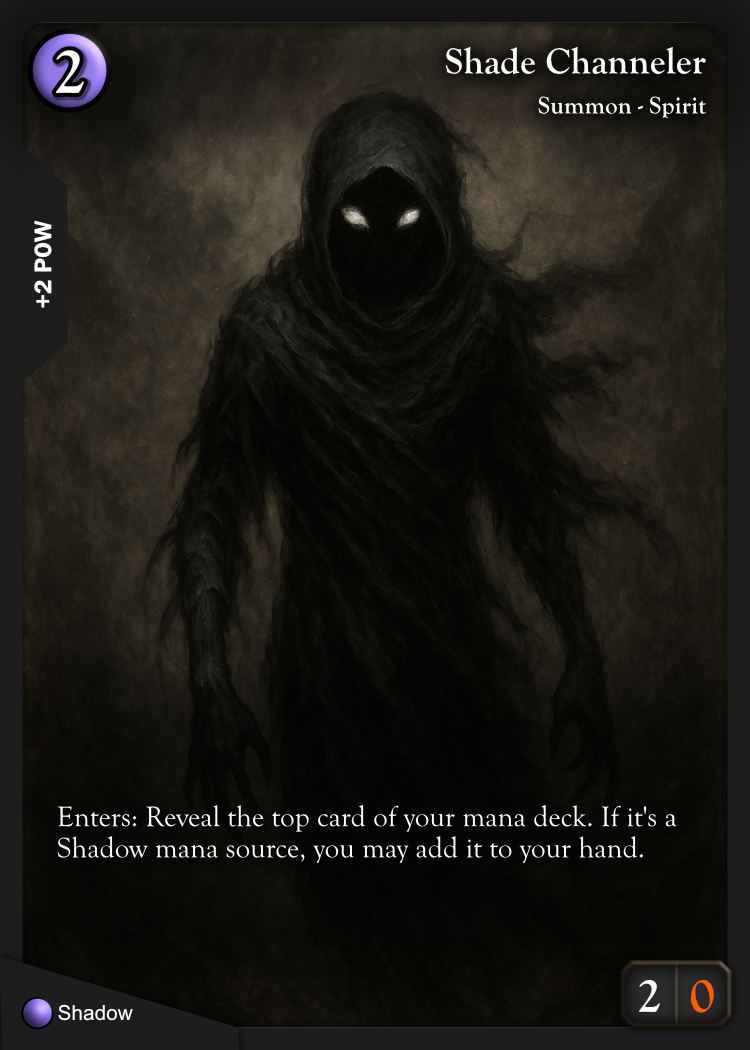 2
Shade Channeler
Summon - Spirit
+2 POW
Enters: Reveal the top card of your mana deck. If it's a
Shadow mana source, you may add it to your hand.
2 0
Shadow